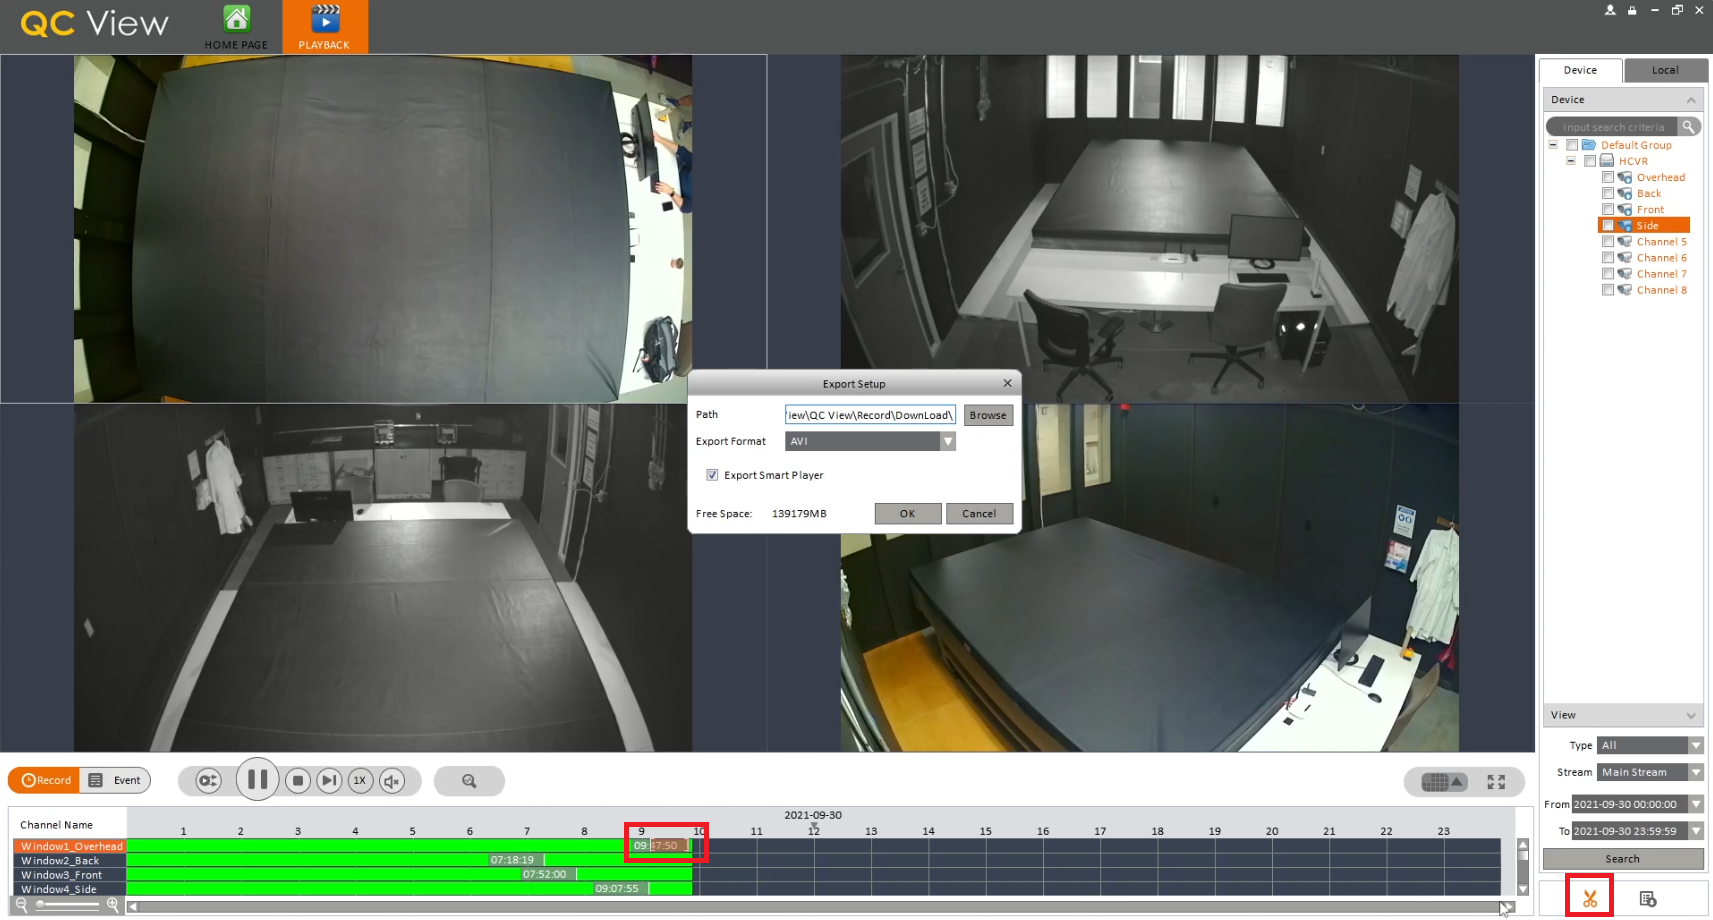 QC View
HOME PAGE
PLAYBACK
Device
Local
Device
Input search criteria
Default Group
HCVR
Overhead
Back
Front
Side
Channel 5
Channel 6
Channel 7
Channel 8
Export Setup
Path
iew\QC View\Record\DownLoad\
Browse
Export Format
AVI
Export Smart Player
Free Space: 139179MB
OK
Cancel
View
Type All
Stream Main Stream
From 2021-09-30 00:00:00
To 2021-09-30 23:59:59
Search
Record
Event
1X
2021-09-30
Channel Name
1 2 3 4 5 6 7 8 9 10 11 12 13 14 15 16 17 18 19 20 21 22 23
Window1_Overhead 09:47:50
Window2_Back 07:18:19
Window3_Front 07:52:00
Window4_Side 09:07:55